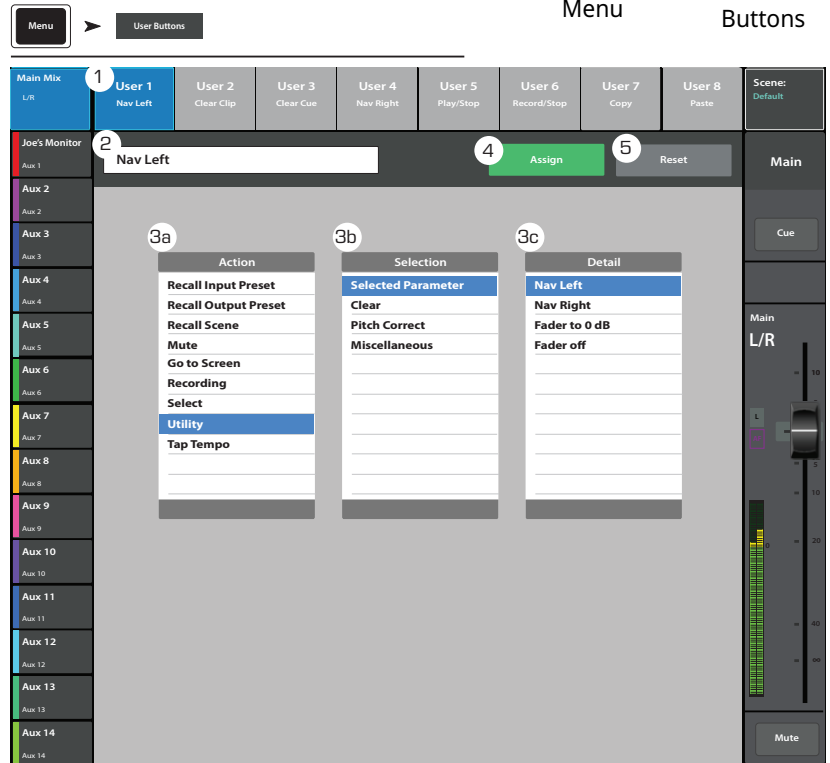 Menu
Buttons
Menu
User Buttons
Main Mix
L/R
1
User 1
Nav Left
User 2
Clear Clip
User 3
Clear Cue
User 4
Nav Right
User 5
Play/Stop
User 6
Record/Stop
User 7
Copy
User 8
Paste
Scene:
Default
2
Nav Left
4
Assign
5
Reset
Joe's Monitor
Aux 1
Aux 2
Aux 2
Aux 3
Aux 3
Aux 4
Aux 4
Aux 5
Aux 5
Aux 6
Aux 6
Aux 7
Aux 7
Aux 8
Aux 8
Aux 9
Aux 9
Aux 10
Aux 10
Aux 11
Aux 11
Aux 12
Aux 12
Aux 13
Aux 13
Aux 14
Aux 14
3a
Action
Recall Input Preset
Recall Output Preset
Recall Scene
Mute
Go to Screen
Recording
Select
Utility
Tap Tempo
3b
Selection
Selected Parameter
Clear
Pitch Correct
Miscellaneous
3c
Detail
Nav Left
Nav Right
Fader to 0 dB
Fader off
Main
Cue
Main
L/R
10
L
5
10
0
20
40
∞
Mute